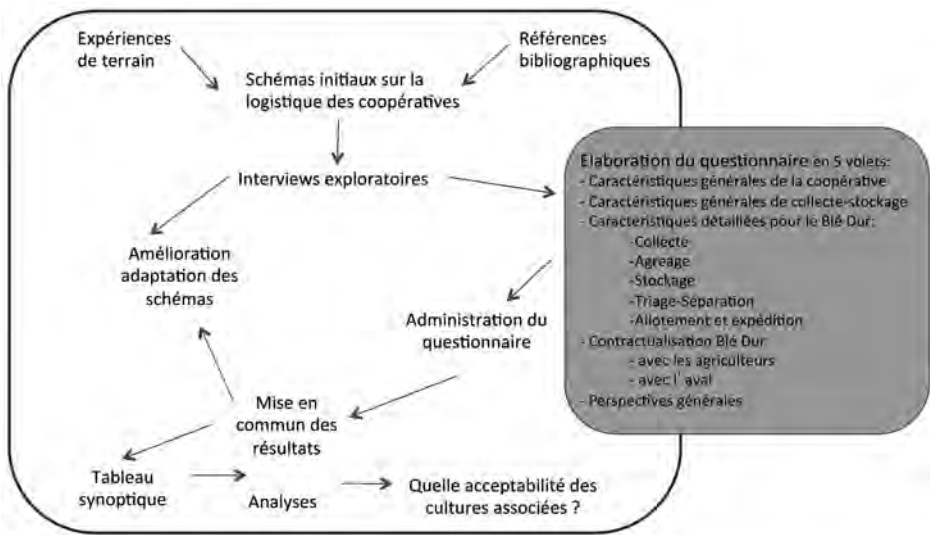 Expériences
de terrain
Références
bibliographiques
Schémas initiaux sur la
logistique des coopératives
Interviews exploratoires
Elaboration du questionnaire en 5 volets:
- Caractéristiques générales de la coopérative
- Caractéristiques générales de collecte-stockage
- Caractéristiques détaillées pour le Blé Dur:
-Collecte
-Agreage
-Stockage
-Triage-Séparation
-Allotement et expédition
- Contractualisation Blé Dur
- avec les agriculteurs
- avec l' aval
- Perspectives générales
Amélioration
adaptation des
schémas
Administration du
questionnaire
Mise en
commun des
résultats
Tableau
synoptique
Analyses
Quelle acceptabilité des
cultures associées ?